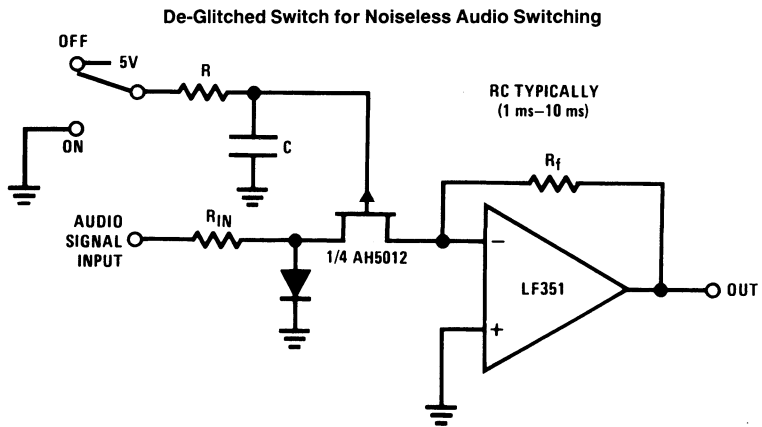 De-Glitched Switch for Noiseless Audio Switching
OFF
5V
R
RC TYPICALLY
(1 ms–10 ms)
ON
C
Rf
AUDIO
SIGNAL
INPUT
RIN
1/4 AH5012
−
LF351
OUT
+